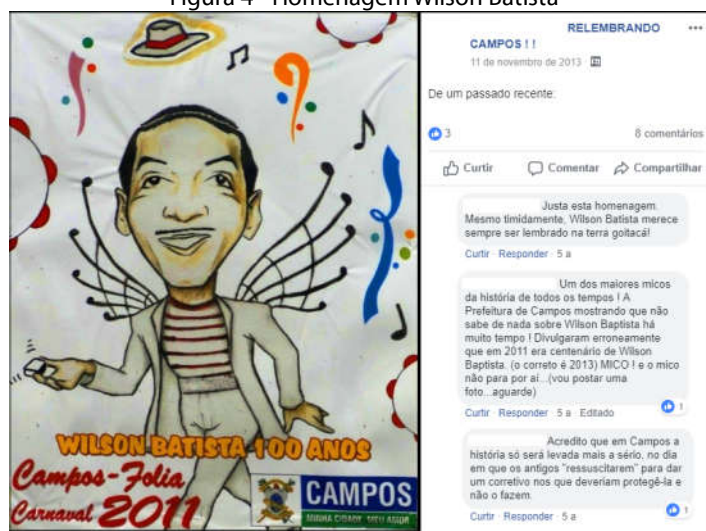 Figura 4 - Homenagem Wilson Batista
WILSON BATISTA 100 ANOS
Campos-Folia
Carnaval 2011
CAMPOS
MINHA CIDADE, MEU AMOR
RELEMBRANDO
CAMPOS ! !
11 de novembro de 2013
De um passado recente:
3
8 comentários
Curtir Comentar Compartilhar
Justa esta homenagem.
Mesmo timidamente, Wilson Batista merece
sempre ser lembrado na terra goitacá!
Curtir · Responder · 5 a
Um dos maiores micos
da história de todos os tempos ! A
Prefeitura de Campos mostrando que não
sabe de nada sobre Wilson Baptista há
muito tempo ! Divulgaram erroneamente
que em 2011 era centenário de Wilson
Baptista. (o correto é 2013) MICO ! e o mico
não para por aí...(vou postar uma
foto...aguarde)
Curtir · Responder · 5 a · Editado
1
Acredito que em Campos a
história só será levada mais a sério, no dia
em que os antigos "ressuscitarem" para dar
um corretivo nos que deveriam protegê-la e
não o fazem.
Curtir · Responder · 5 a
1